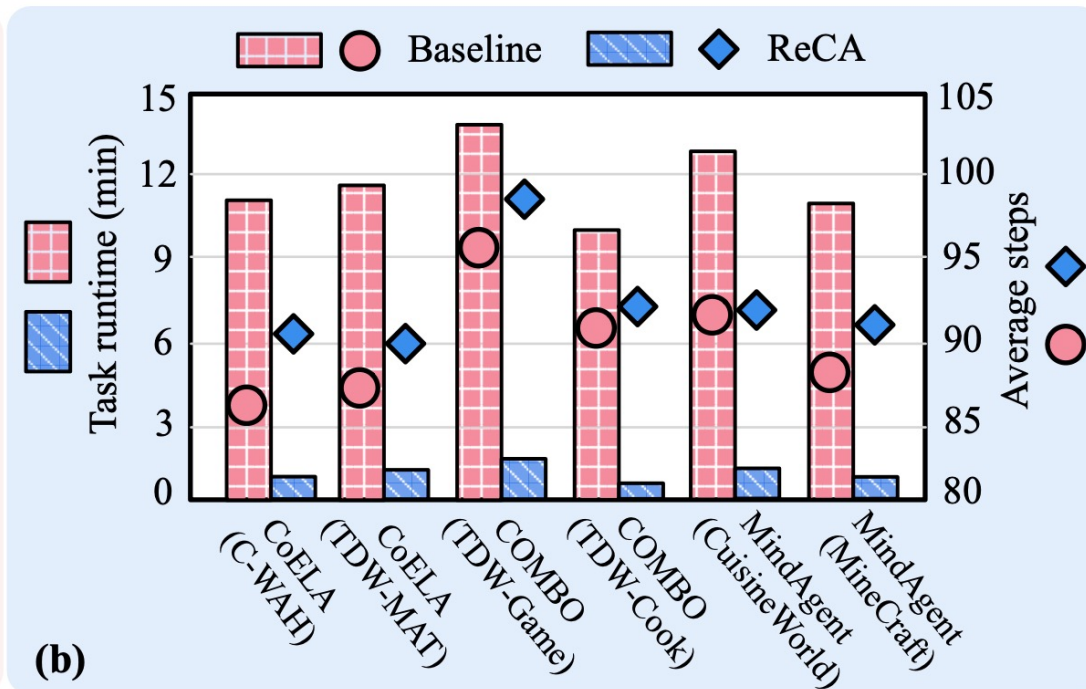 Baseline ReCA
15
12
9
6
3
0
Task runtime (min)
105
100
95
90
85
80
Average steps
CoELA
(C-WAH)
CoELA
(TDW-MAT)
COMBO
(TDW-Game)
COMBO
(TDW-Cook)
MindAgent
(CuisineWorld)
MindAgent
(MineCraft)
(b)